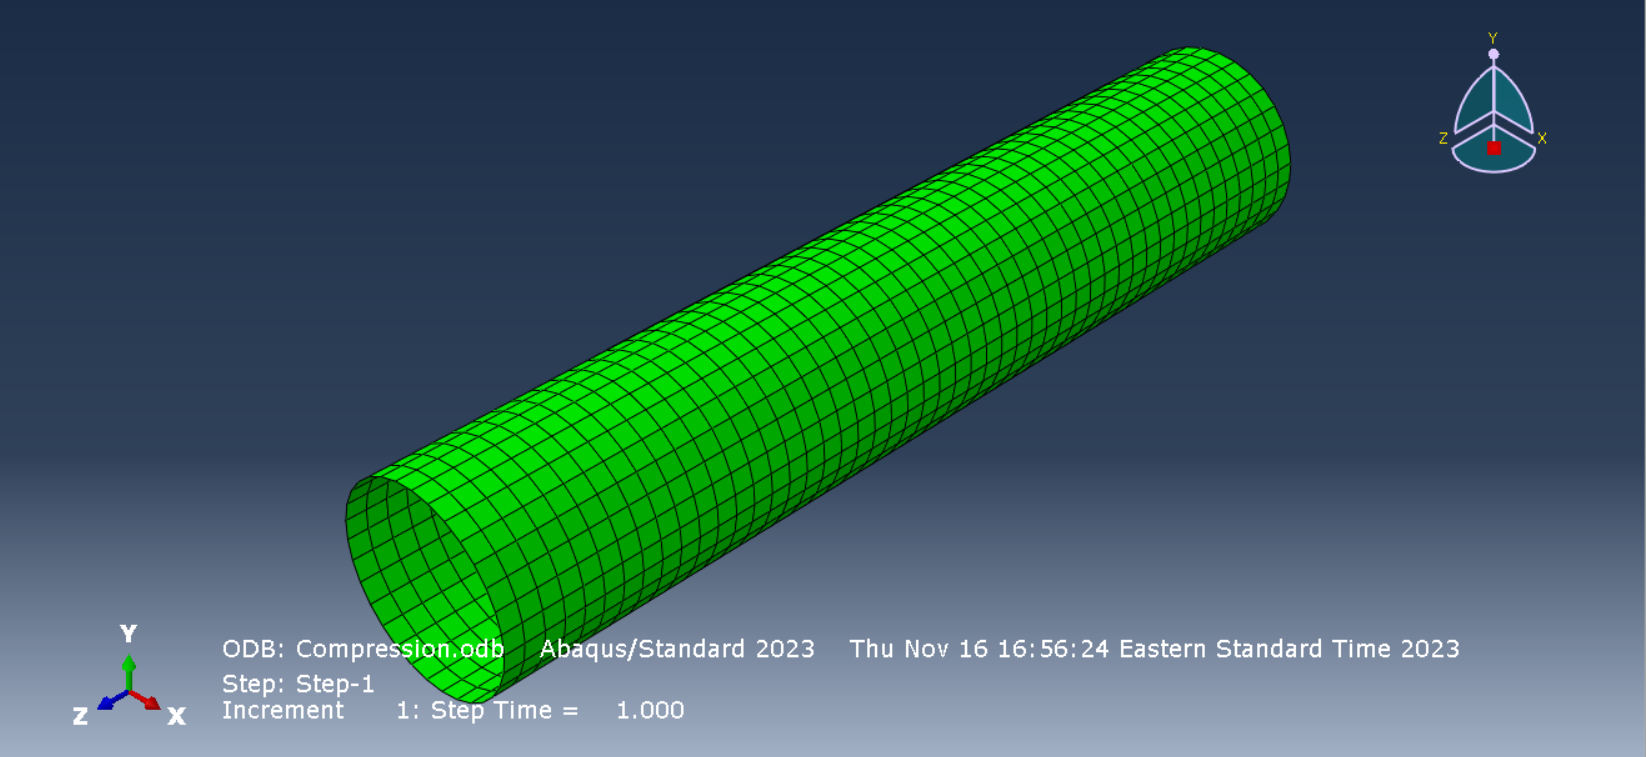 Y
Z X
Y
Z X
ODB: Compression.odb Abaqus/Standard 2023 Thu Nov 16 16:56:24 Eastern Standard Time 2023
Step: Step-1
Increment 1: Step Time = 1.000